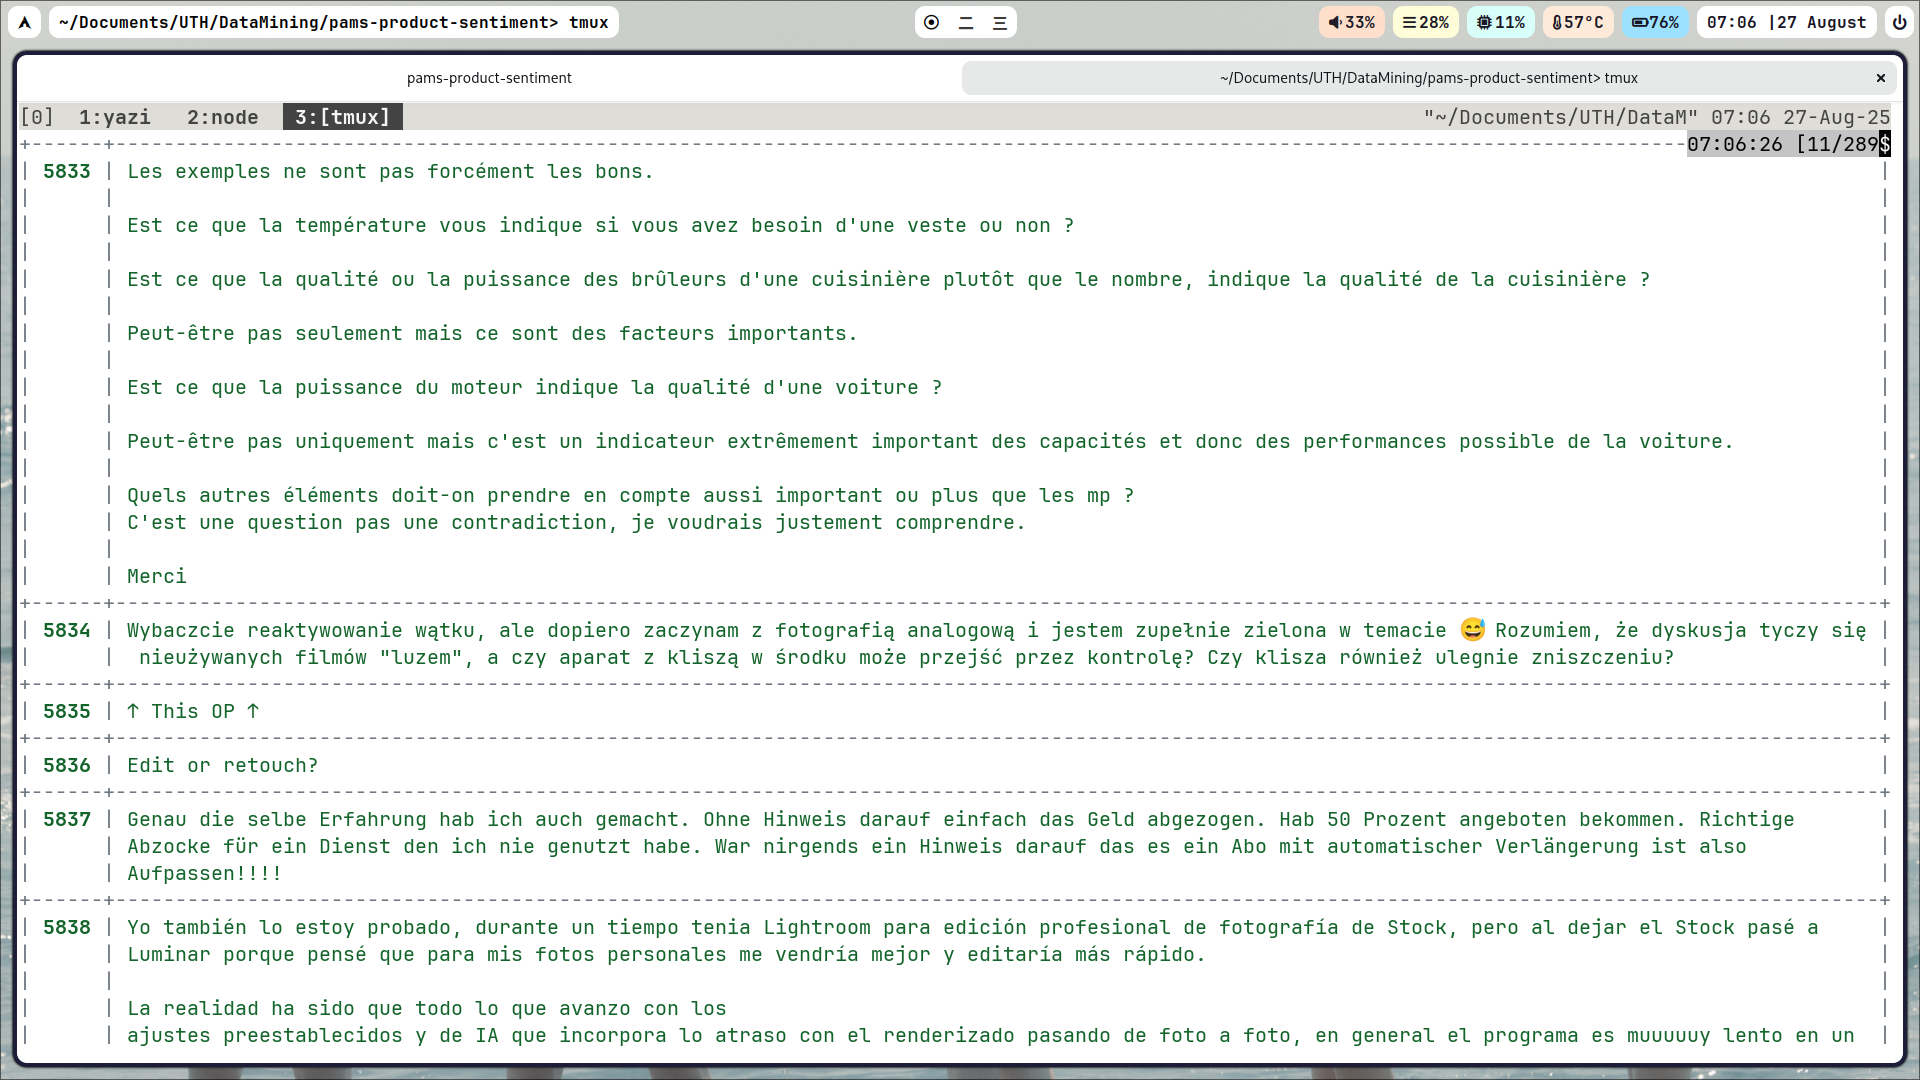 ~/Documents/UTH/DataMining/pams-product-sentiment> tmux
二 三
33% 28% 11% 57°C 76% 07:06 |27 August
pams-product-sentiment
~/Documents/UTH/DataMining/pams-product-sentiment> tmux
[0] 1:yazi 2:node 3:[tmux] "~/Documents/UTH/DataM" 07:06 27-Aug-25
07:06:26 [11/289$
5833 | Les exemples ne sont pas forcément les bons.
Est ce que la température vous indique si vous avez besoin d'une veste ou non ?
Est ce que la qualité ou la puissance des brûleurs d'une cuisinière plutôt que le nombre, indique la qualité de la cuisinière ?
Peut-être pas seulement mais ce sont des facteurs importants.
Est ce que la puissance du moteur indique la qualité d'une voiture ?
Peut-être pas uniquement mais c'est un indicateur extrêmement important des capacités et donc des performances possible de la voiture.
Quels autres éléments doit-on prendre en compte aussi important ou plus que les mp ?
C'est une question pas une contradiction, je voudrais justement comprendre.
Merci
5834 | Wybaczcie reaktywowanie wątku, ale dopiero zaczynam z fotografią analogową i jestem zupełnie zielona w temacie 😅 Rozumiem, że dyskusja tyczy się
nieużywanych filmów "luzem", a czy aparat z kliszą w środku może przejść przez kontrolę? Czy klisza również ulegnie zniszczeniu?
5835 | ↑ This OP ↑
5836 | Edit or retouch?
5837 | Genau die selbe Erfahrung hab ich auch gemacht. Ohne Hinweis darauf einfach das Geld abgezogen. Hab 50 Prozent angeboten bekommen. Richtige
Abzocke für ein Dienst den ich nie genutzt habe. War nirgends ein Hinweis darauf das es ein Abo mit automatischer Verlängerung ist also
Aufpassen!!!!
5838 | Yo también lo estoy probado, durante un tiempo tenia Lightroom para edición profesional de fotografía de Stock, pero al dejar el Stock pasé a
Luminar porque pensé que para mis fotos personales me vendría mejor y editaría más rápido.
La realidad ha sido que todo lo que avanzo con los
ajustes preestablecidos y de IA que incorpora lo atraso con el renderizado pasando de foto a foto, en general el programa es muuuuuy lento en un